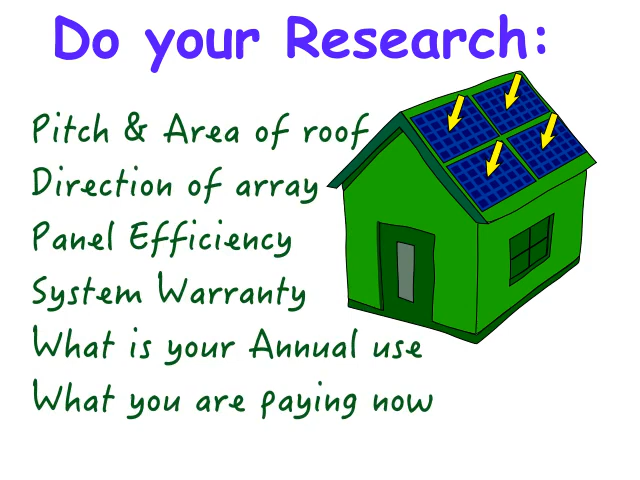 Do your Research:
Pitch & Area of roof
Direction of array
Panel Efficiency
System Warranty
What is your Annual use
What you are paying now